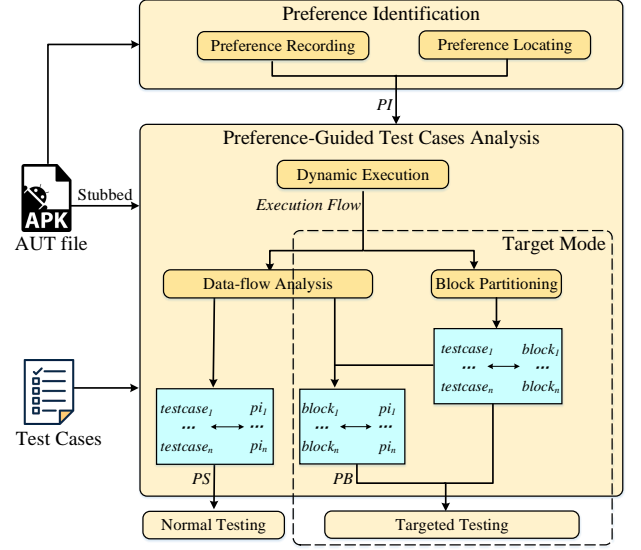 Preference Identification
Preference Recording
Preference Locating
PI
Preference-Guided Test Cases Analysis
Dynamic Execution
Stubbed
APK
AUT file
Execution Flow
Target Mode
Data-flow Analysis
Block Partitioning
testcase1 block1
... ...
testcasen blockn
testcase1 pi1
... ...
testcasen pin
block1 pi1
... ...
blockn pin
Test Cases
PS
PB
Normal Testing
Targeted Testing